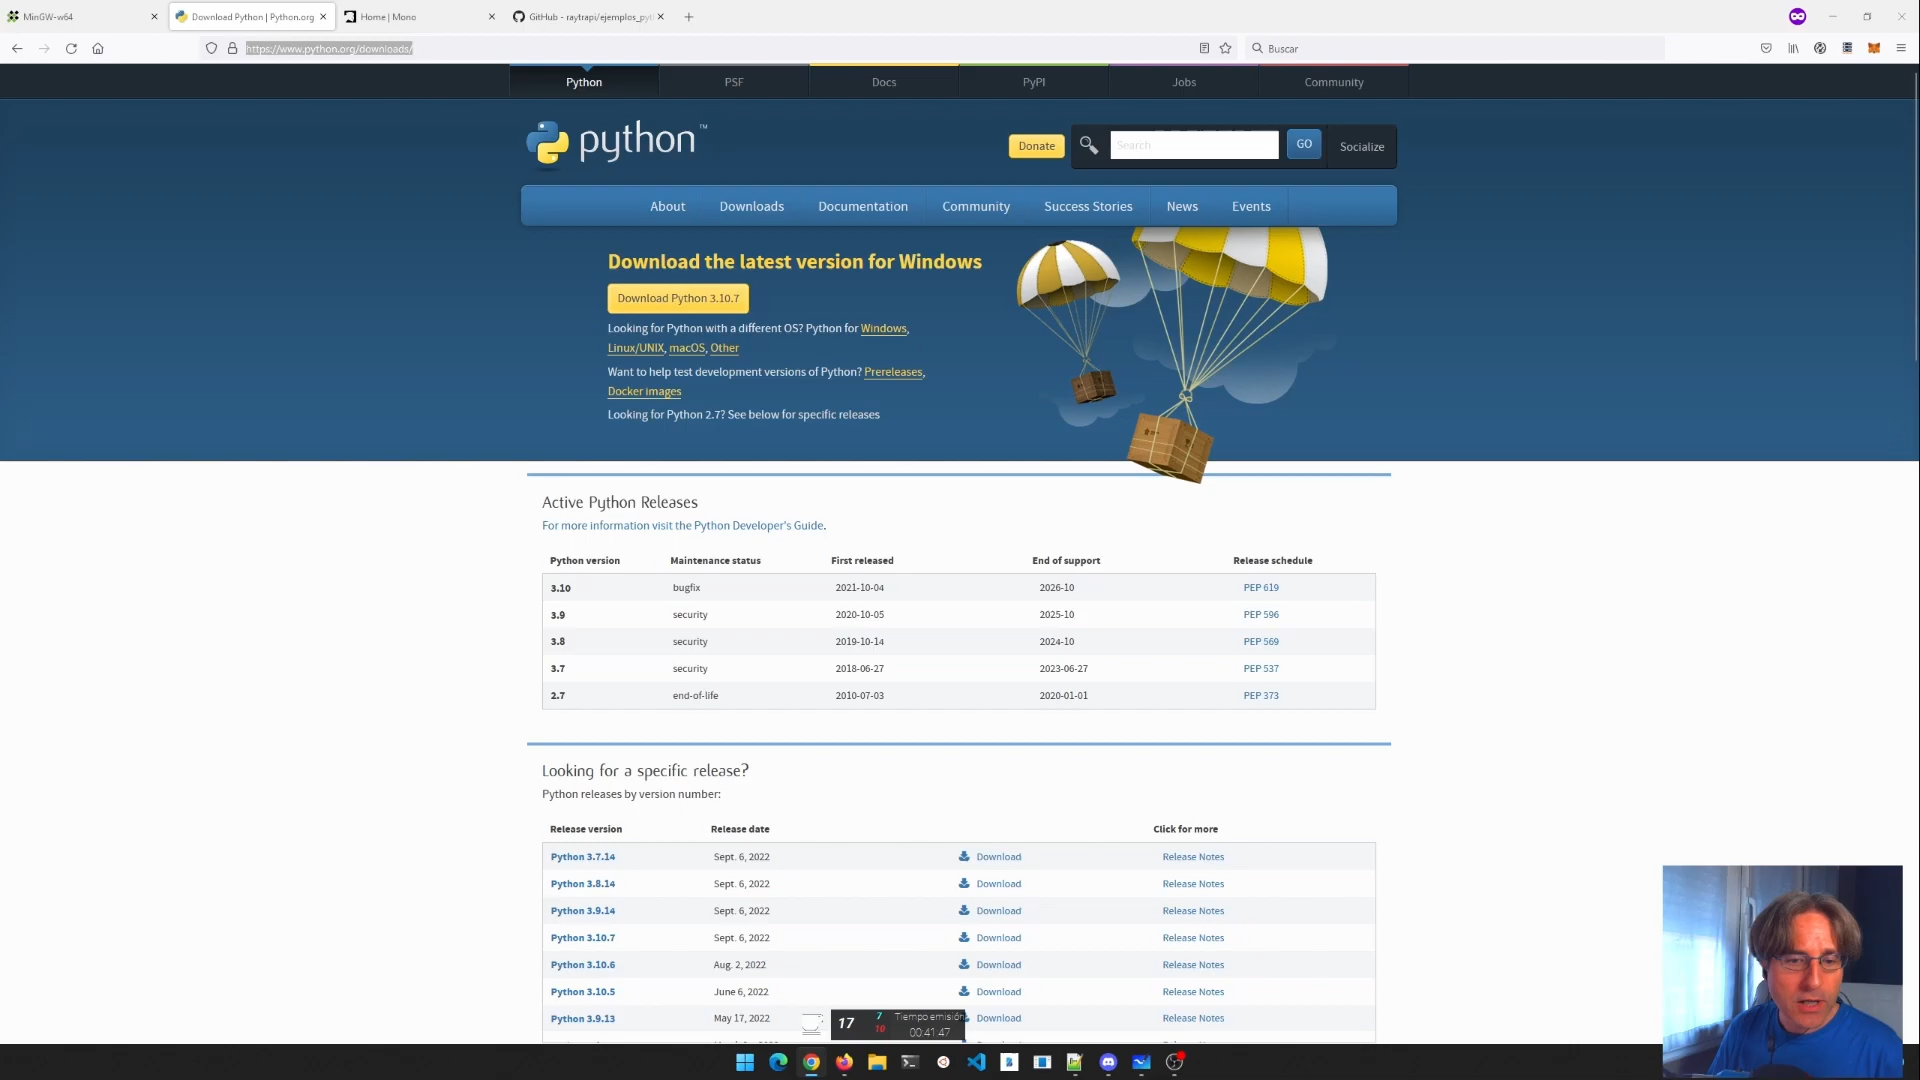 MinGW-w64
Download Python | Python.org
Home | Mono
GitHub - raytrapi/ejemplos_pyt
https://www.python.org/downloads/
Buscar
Python
PSF
Docs
PyPI
Jobs
Community
python™
Donate
Search
GO
Socialize
About
Downloads
Documentation
Community
Success Stories
News
Events
Download the latest version for Windows
Download Python 3.10.7
Looking for Python with a different OS? Python for Windows,
Linux/UNIX, macOS, Other
Want to help test development versions of Python? Prereleases,
Docker images
Looking for Python 2.7? See below for specific releases
Active Python Releases
For more information visit the Python Developer's Guide.
Python version Maintenance status First released End of support Release schedule
3.10 bugfix 2021-10-04 2026-10 PEP 619
3.9 security 2020-10-05 2025-10 PEP 596
3.8 security 2019-10-14 2024-10 PEP 569
3.7 security 2018-06-27 2023-06-27 PEP 537
2.7 end-of-life 2010-07-03 2020-01-01 PEP 373
Looking for a specific release?
Python releases by version number:
Release version Release date Click for more
Python 3.7.14 Sept. 6, 2022 Download Release Notes
Python 3.8.14 Sept. 6, 2022 Download Release Notes
Python 3.9.14 Sept. 6, 2022 Download Release Notes
Python 3.10.7 Sept. 6, 2022 Download Release Notes
Python 3.10.6 Aug. 2, 2022 Download Release Notes
Python 3.10.5 June 6, 2022 Download Release Notes
Python 3.9.13 May 17, 2022 Download Release Notes
17
7
10
Tiempo emisión
00:41:47